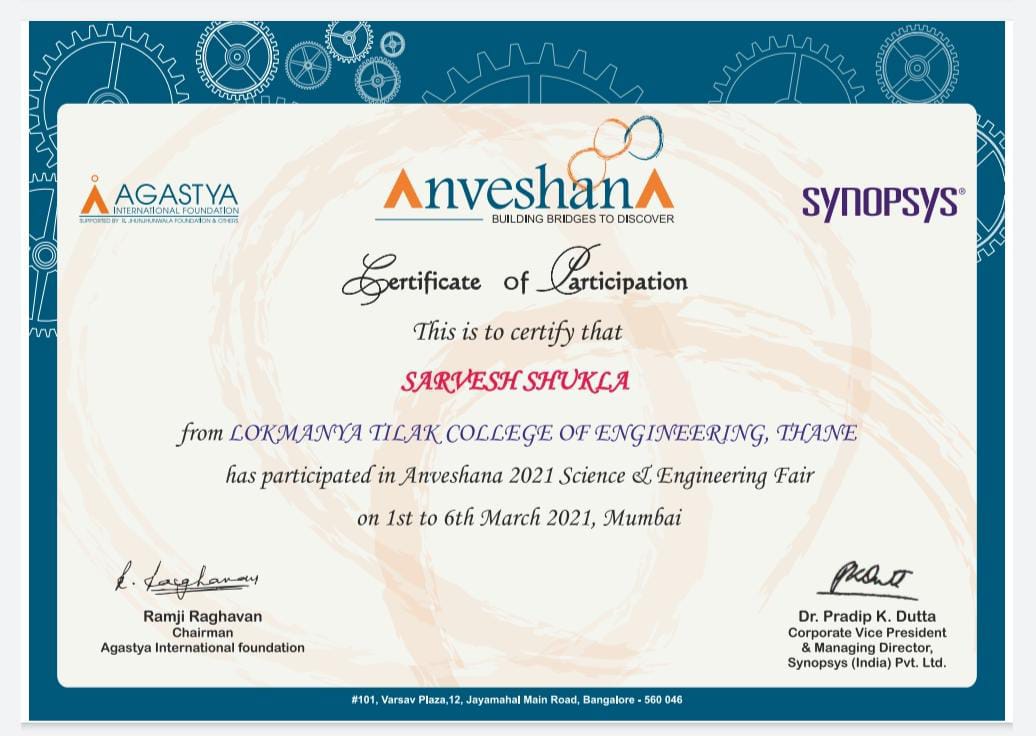 AGASTYA
INTERNATIONAL FOUNDATION
SUPPORTED BY R. JHUNJHUNWALA FOUNDATION & OTHERS
AnveshanA
BUILDING BRIDGES TO DISCOVER
SYNOPSYS®
Certificate of Participation
This is to certify that
SARVESH SHUKLA
from LOKMANYA TILAK COLLEGE OF ENGINEERING, THANE
has participated in Anveshana 2021 Science & Engineering Fair
on 1st to 6th March 2021, Mumbai
R. Raghavan
Ramji Raghavan
Chairman
Agastya International foundation
PKDutt
Dr. Pradip K. Dutta
Corporate Vice President
& Managing Director,
Synopsys (India) Pvt. Ltd.
#101, Varsav Plaza,12, Jayamahal Main Road, Bangalore - 560 046